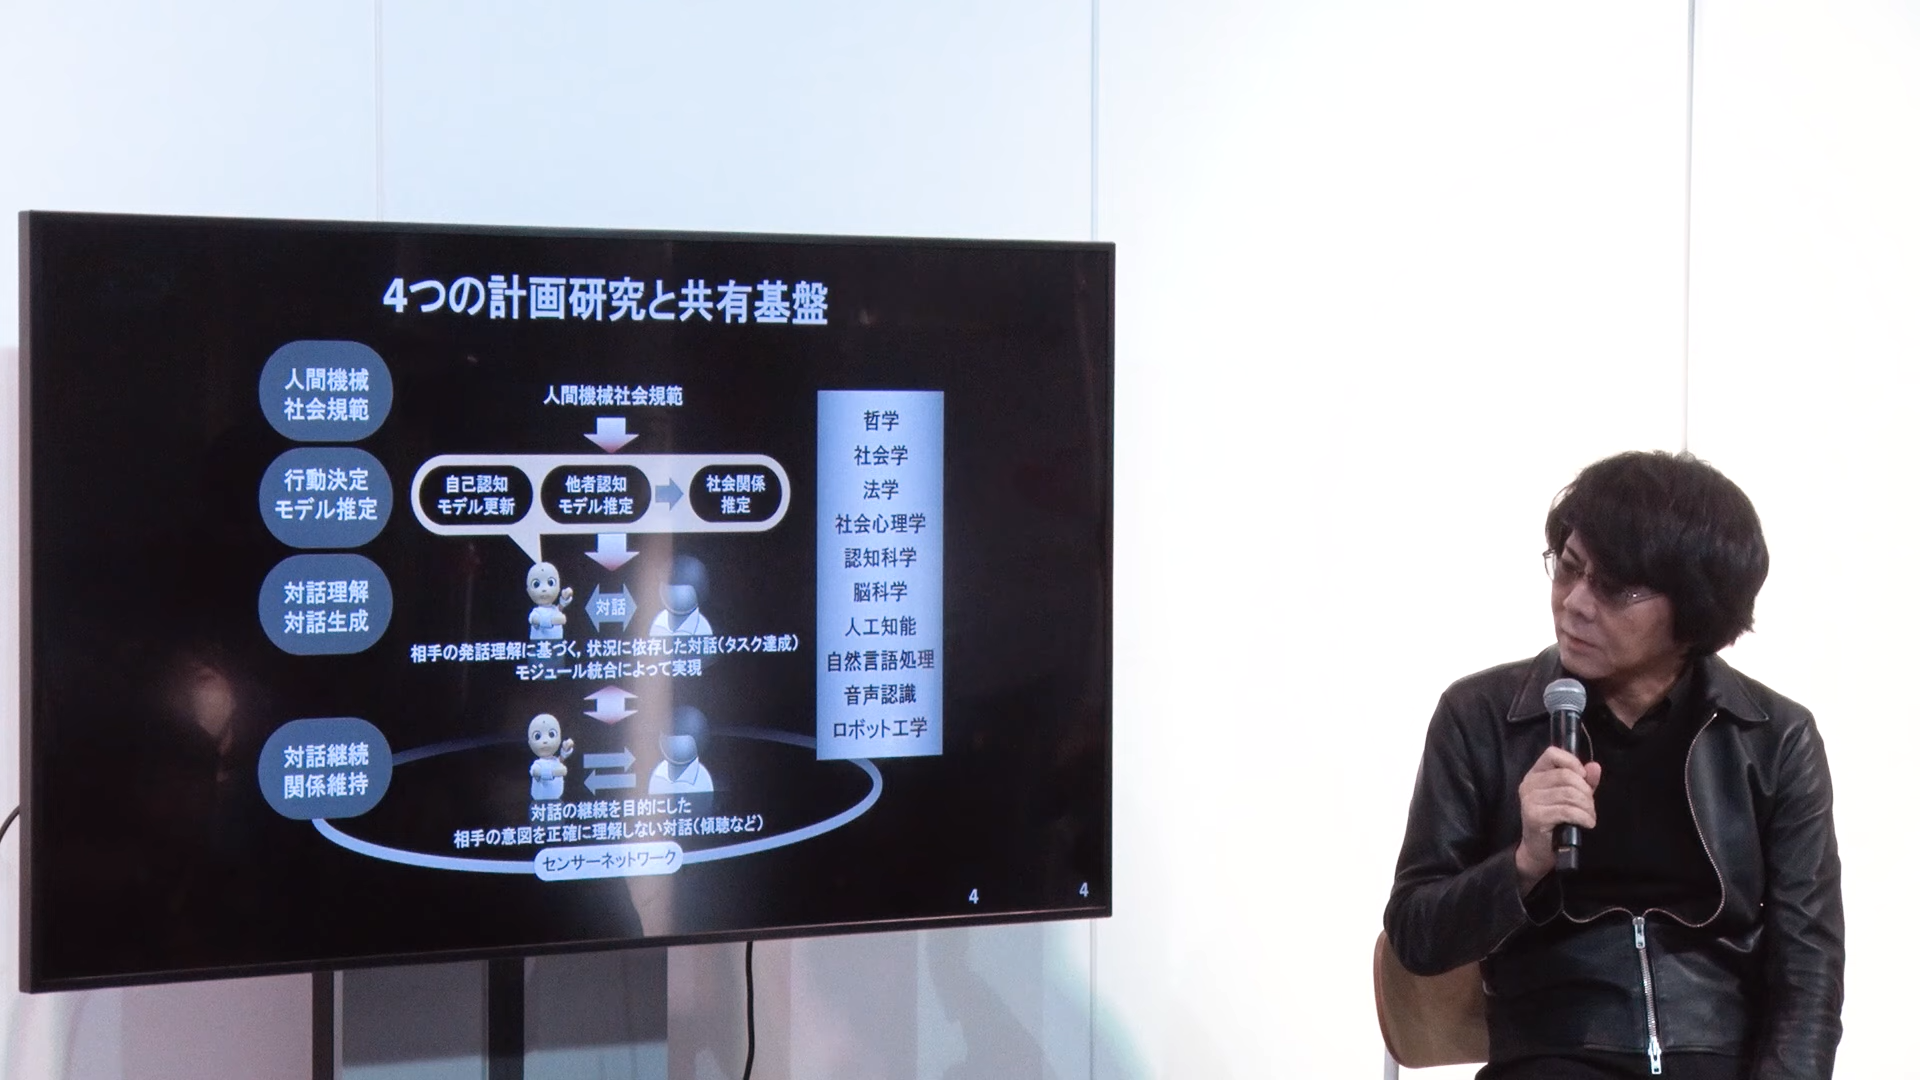 4つの計画研究と共有基盤
人間機械
社会規範
行動決定
モデル推定
対話理解
対話生成
対話継続
関係維持
人間機械社会規範
自己認知
モデル更新
他者認知
モデル推定
社会関係
推定
対話
相手の発話理解に基づく, 状況に依存した対話(タスク達成)
モジュール統合によって実現
対話の継続を目的にした
相手の意図を正確に理解しない対話(傾聴など)
センサーネットワーク
哲学
社会学
法学
社会心理学
認知科学
脳科学
人工知能
自然言語処理
音声認識
ロボット工学
4
4